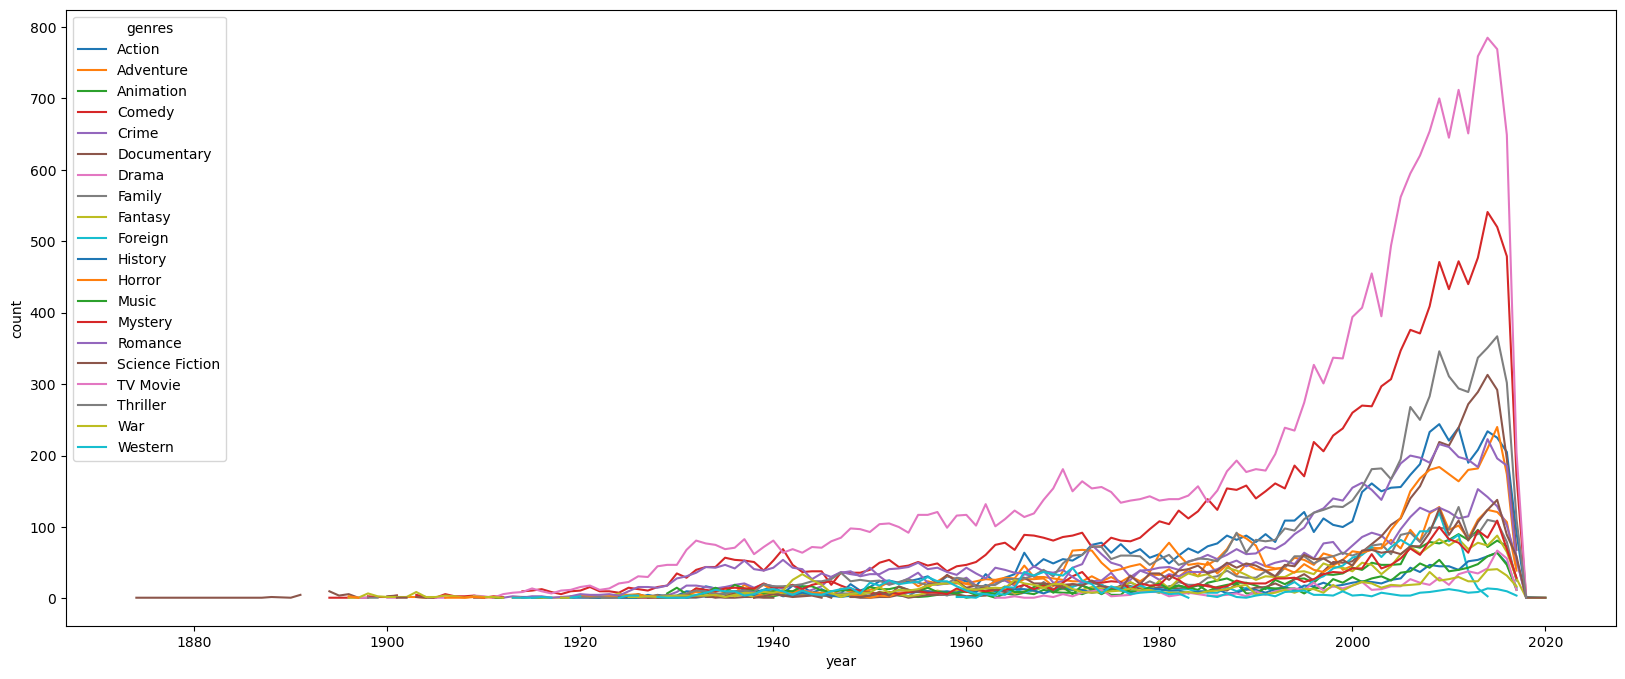 800
700
600
500
400
300
200
100
0
count
genres
Action
Adventure
Animation
Comedy
Crime
Documentary
Drama
Family
Fantasy
Foreign
History
Horror
Music
Mystery
Romance
Science Fiction
TV Movie
Thriller
War
Western
1880 1900 1920 1940 1960 1980 2000 2020
year